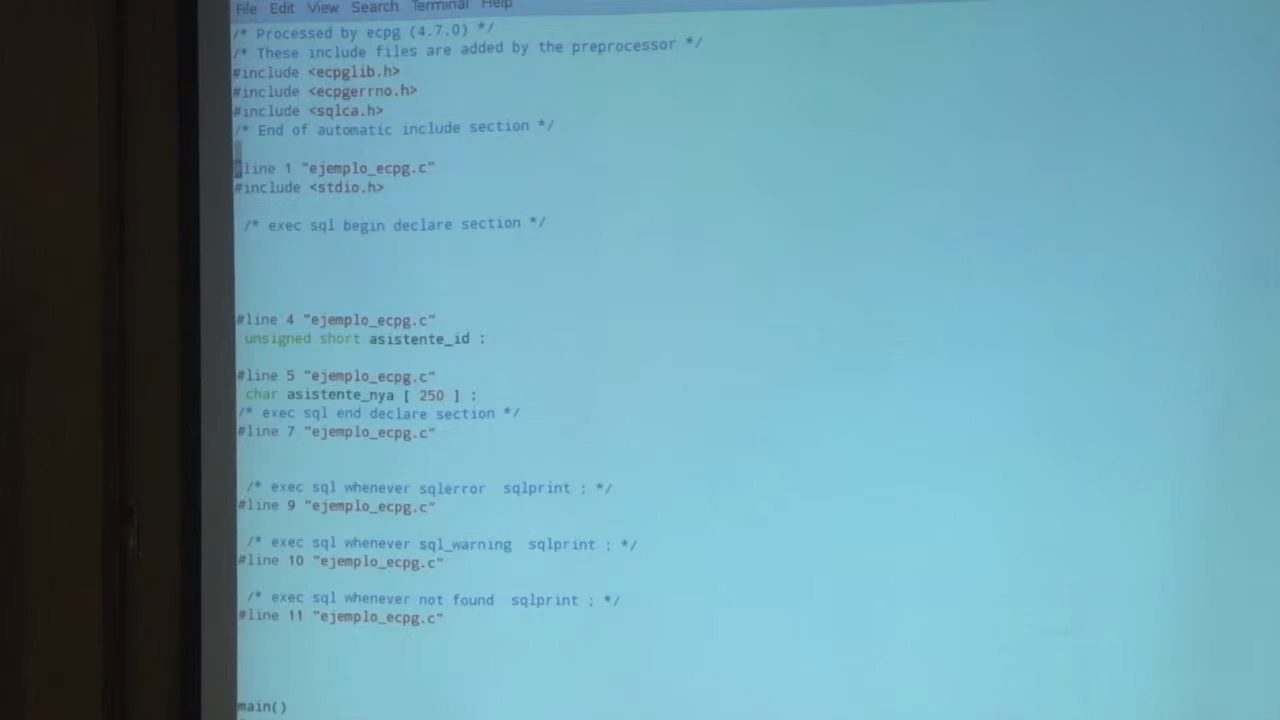 File Edit View Search Terminal Help
/* Processed by ecpg (4.7.0) */
/* These include files are added by the preprocessor */
#include <ecpglib.h>
#include <ecpgerrno.h>
#include <sqlca.h>
/* End of automatic include section */
#line 1 "ejemplo_ecpg.c"
#include <stdio.h>
/* exec sql begin declare section */
#line 4 "ejemplo_ecpg.c"
unsigned short asistente_id ;
#line 5 "ejemplo_ecpg.c"
char asistente_nya [ 250 ] ;
/* exec sql end declare section */
#line 7 "ejemplo_ecpg.c"
/* exec sql whenever sqlerror  sqlprint ; */
#line 9 "ejemplo_ecpg.c"
/* exec sql whenever sql_warning  sqlprint ; */
#line 10 "ejemplo_ecpg.c"
/* exec sql whenever not found  sqlprint ; */
#line 11 "ejemplo_ecpg.c"
main()